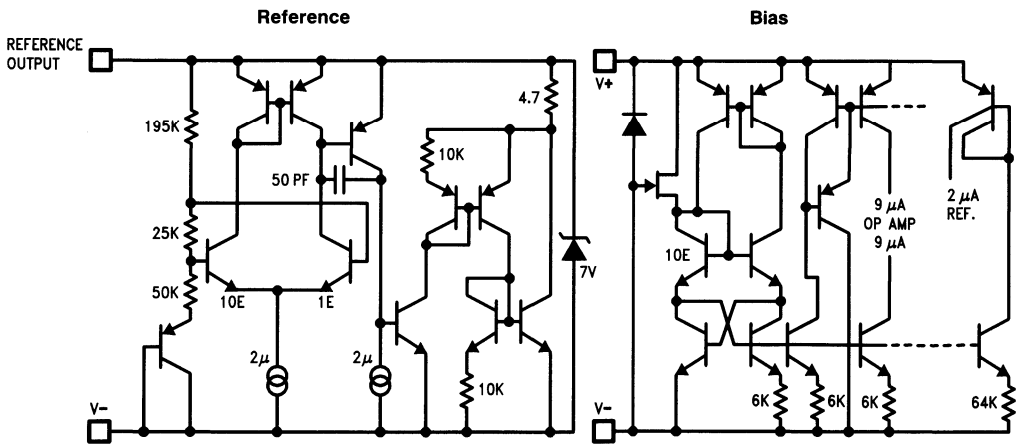 Reference
Bias
REFERENCE
OUTPUT
V+
4.7
195K
10K
50 PF
9 μA
OP AMP
9 μA
2 μA
REF.
25K
7V
10E
50K
10E
1E
2μ
2μ
10K
6K
6K
6K
64K
V−
V−